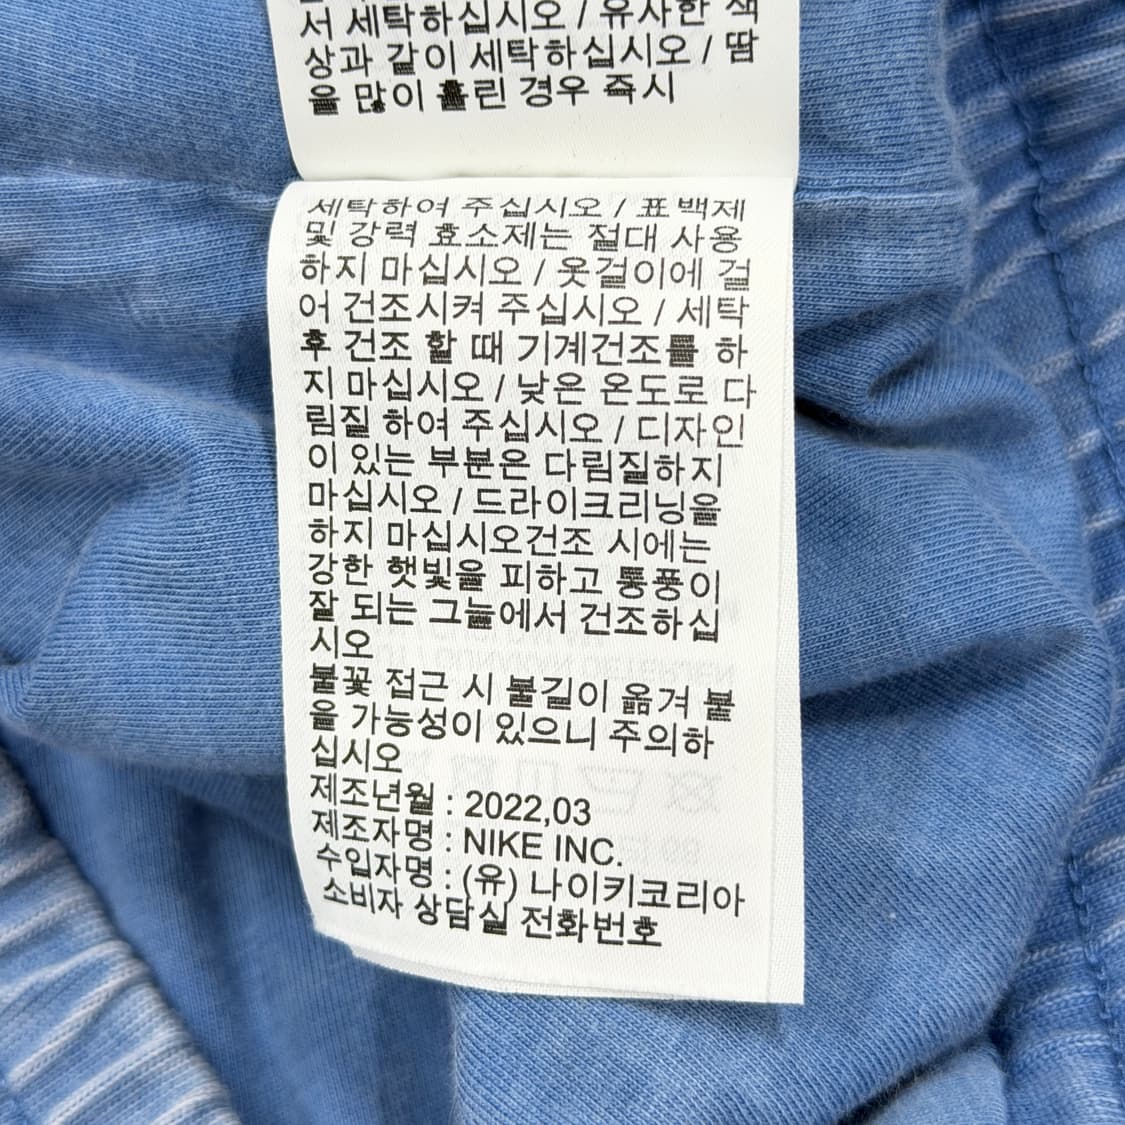 서 세탁하십시오 / 유사한 색
상과 같이 세탁하십시오 / 땀
을 많이 흘린 경우 즉시
세탁하여 주십시오 / 표백제
및 강력 효소제는 절대 사용
하지 마십시오 / 옷걸이에 걸
어 건조시켜 주십시오 / 세탁
후 건조 할 때 기계건조를 하
지 마십시오 / 낮은 온도로 다
림질 하여 주십시오 / 디자인
이 있는 부분은 다림질하지
마십시오 / 드라이크리닝을
하지 마십시오건조 시에는
강한 햇빛을 피하고 통풍이
잘 되는 그늘에서 건조하십
시오
불꽃 접근 시 불길이 옮겨 붙
을 가능성이 있으니 주의하
십시오
제조년월 : 2022,03
제조자명 : NIKE INC.
수입자명 : (유) 나이키코리아
소비자 상담실 전화번호